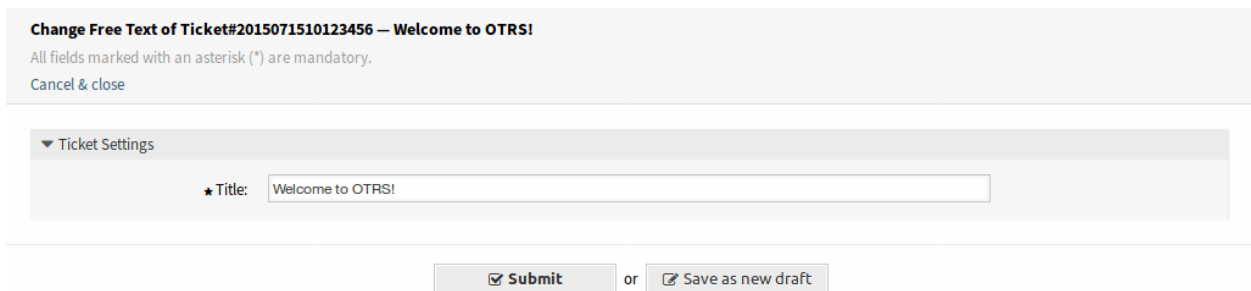 Change Free Text of Ticket#2015071510123456 — Welcome to OTRS!
All fields marked with an asterisk (*) are mandatory.
Cancel & close
Ticket Settings
★ Title: Welcome to OTRS!
Submit or Save as new draft